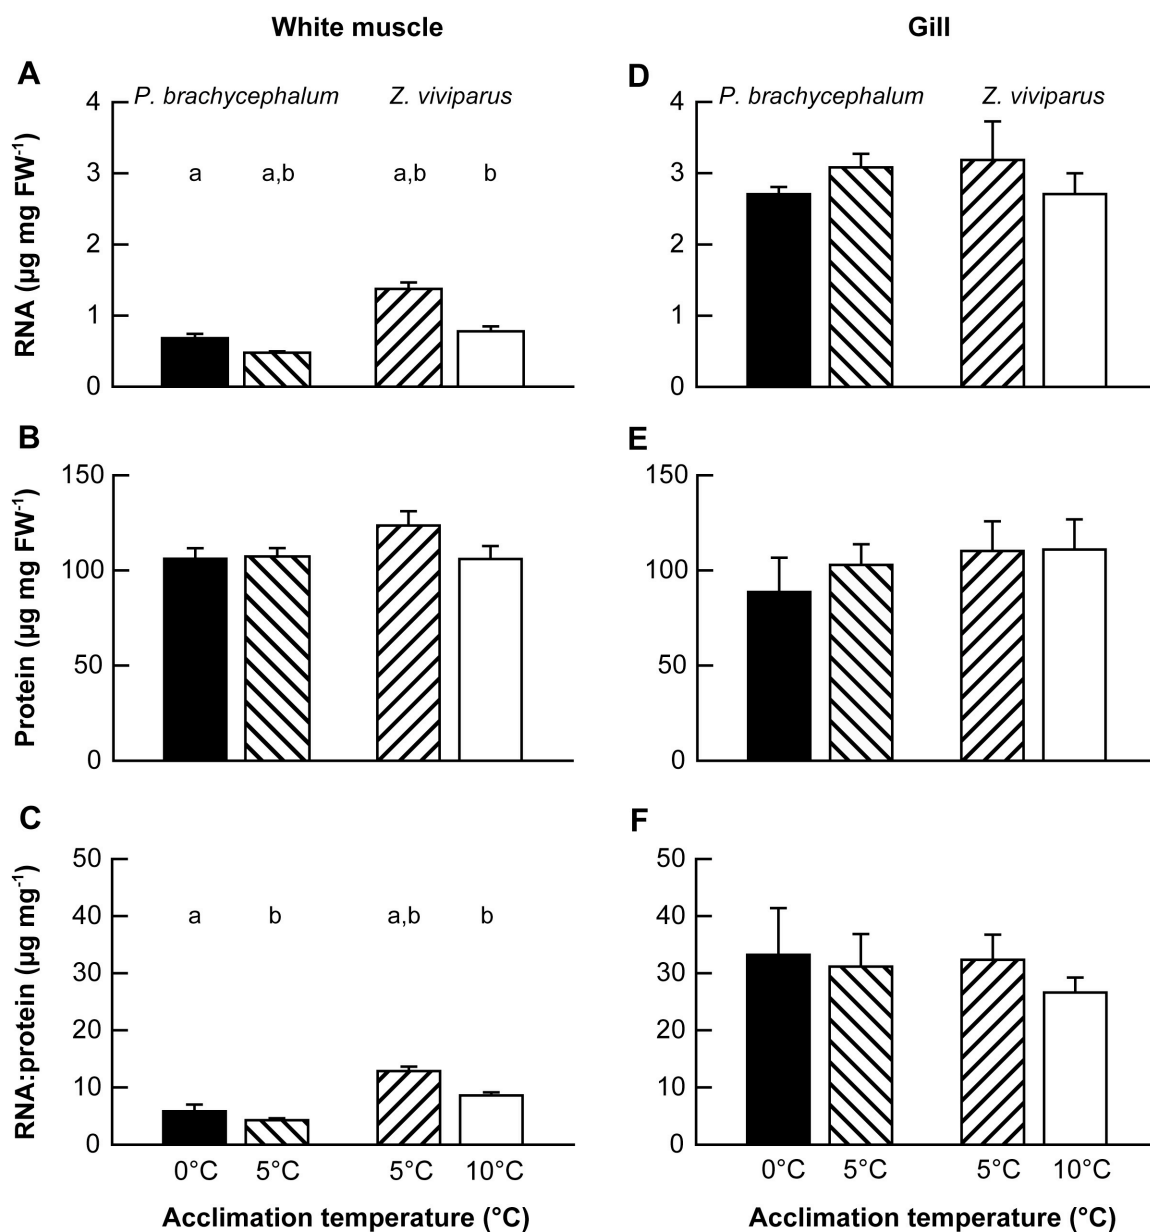 White muscle
Gill
A
P. brachycephalum
Z. viviparus
RNA (µg mg FW-1)
4
3
2
1
0
a
a,b
a,b
b
D
P. brachycephalum
Z. viviparus
4
3
2
1
0
B
Protein (µg mg FW-1)
150
100
50
0
E
150
100
50
0
C
RNA:protein (µg mg-1)
50
40
30
20
10
0
a
b
a,b
b
0°C
5°C
5°C
10°C
Acclimation temperature (°C)
F
50
40
30
20
10
0
0°C
5°C
5°C
10°C
Acclimation temperature (°C)